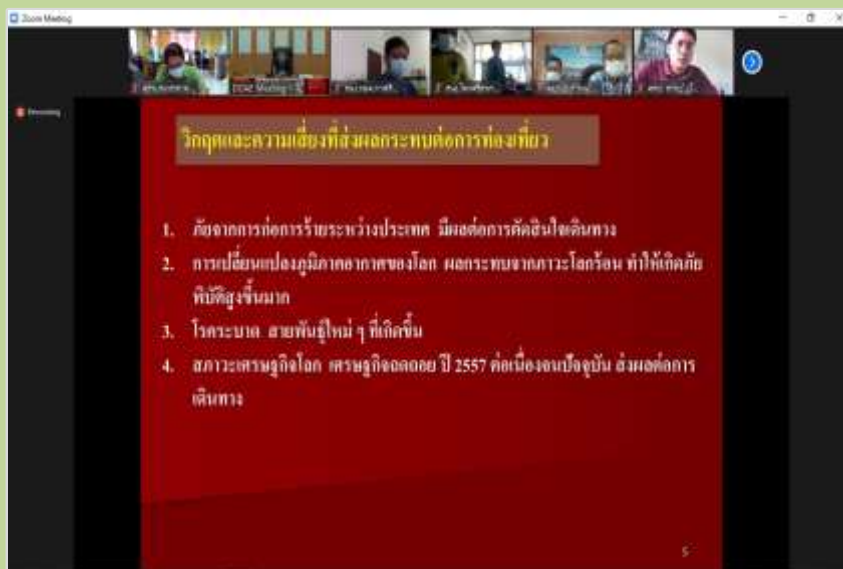 Zoom Meeting
Recording
วิกฤตและความเสี่ยงที่ส่งผลกระทบต่อการท่องเที่ยว
1. ภัยจากการก่อการร้ายระหว่างประเทศ มีผลต่อการตัดสินใจเดินทาง
2. การเปลี่ยนแปลงภูมิภาคอากาศของโลก ผลกระทบจากภาวะโลกร้อน ทำให้เกิดภัย
พิบัติสูงขึ้นมาก
3. โรคระบาด สายพันธุ์ใหม่ ๆ ที่เกิดขึ้น
4. สภาวะเศรษฐกิจโลก เศรษฐกิจถดถอย ปี 2557 ต่อเนื่องจนปัจจุบัน ส่งผลต่อการ
เดินทาง
5